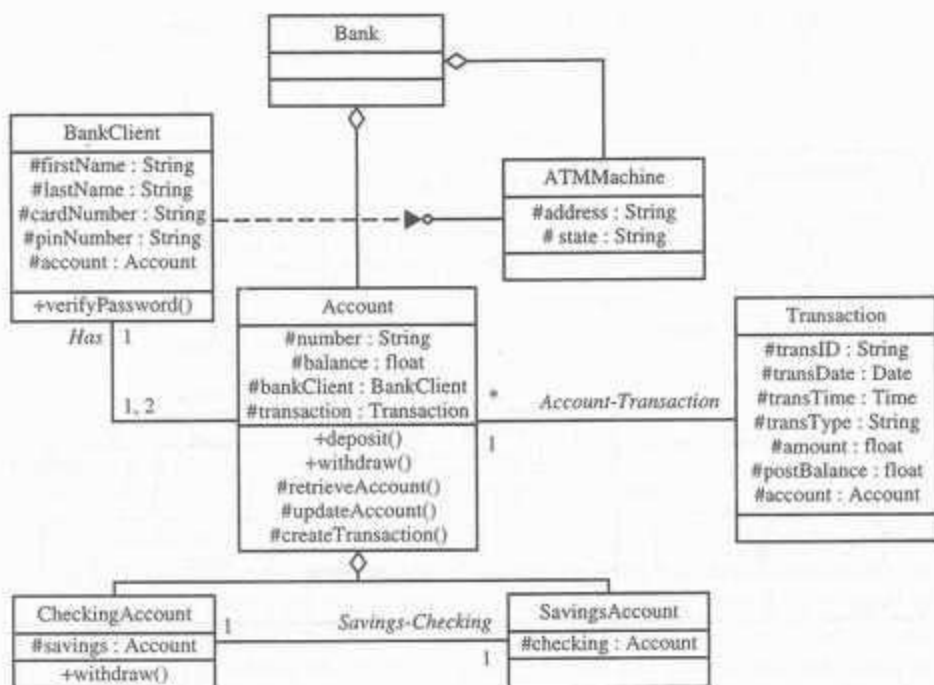 Bank
BankClient
#firstName : String
#lastName : String
#cardNumber : String
#pinNumber : String
#account : Account
+verifyPassword()
ATMMachine
#address : String
# state : String
Has
1
1, 2
Account
#number : String
#balance : float
#bankClient : BankClient
#transaction : Transaction
+deposit()
+withdraw()
#retrieveAccount()
#updateAccount()
#createTransaction()
*
Account-Transaction
1
Transaction
#transID : String
#transDate : Date
#transTime : Time
#transType : String
#amount : float
#postBalance : float
#account : Account
CheckingAccount
#savings : Account
+withdraw()
1
Savings-Checking
1
SavingsAccount
#checking : Account